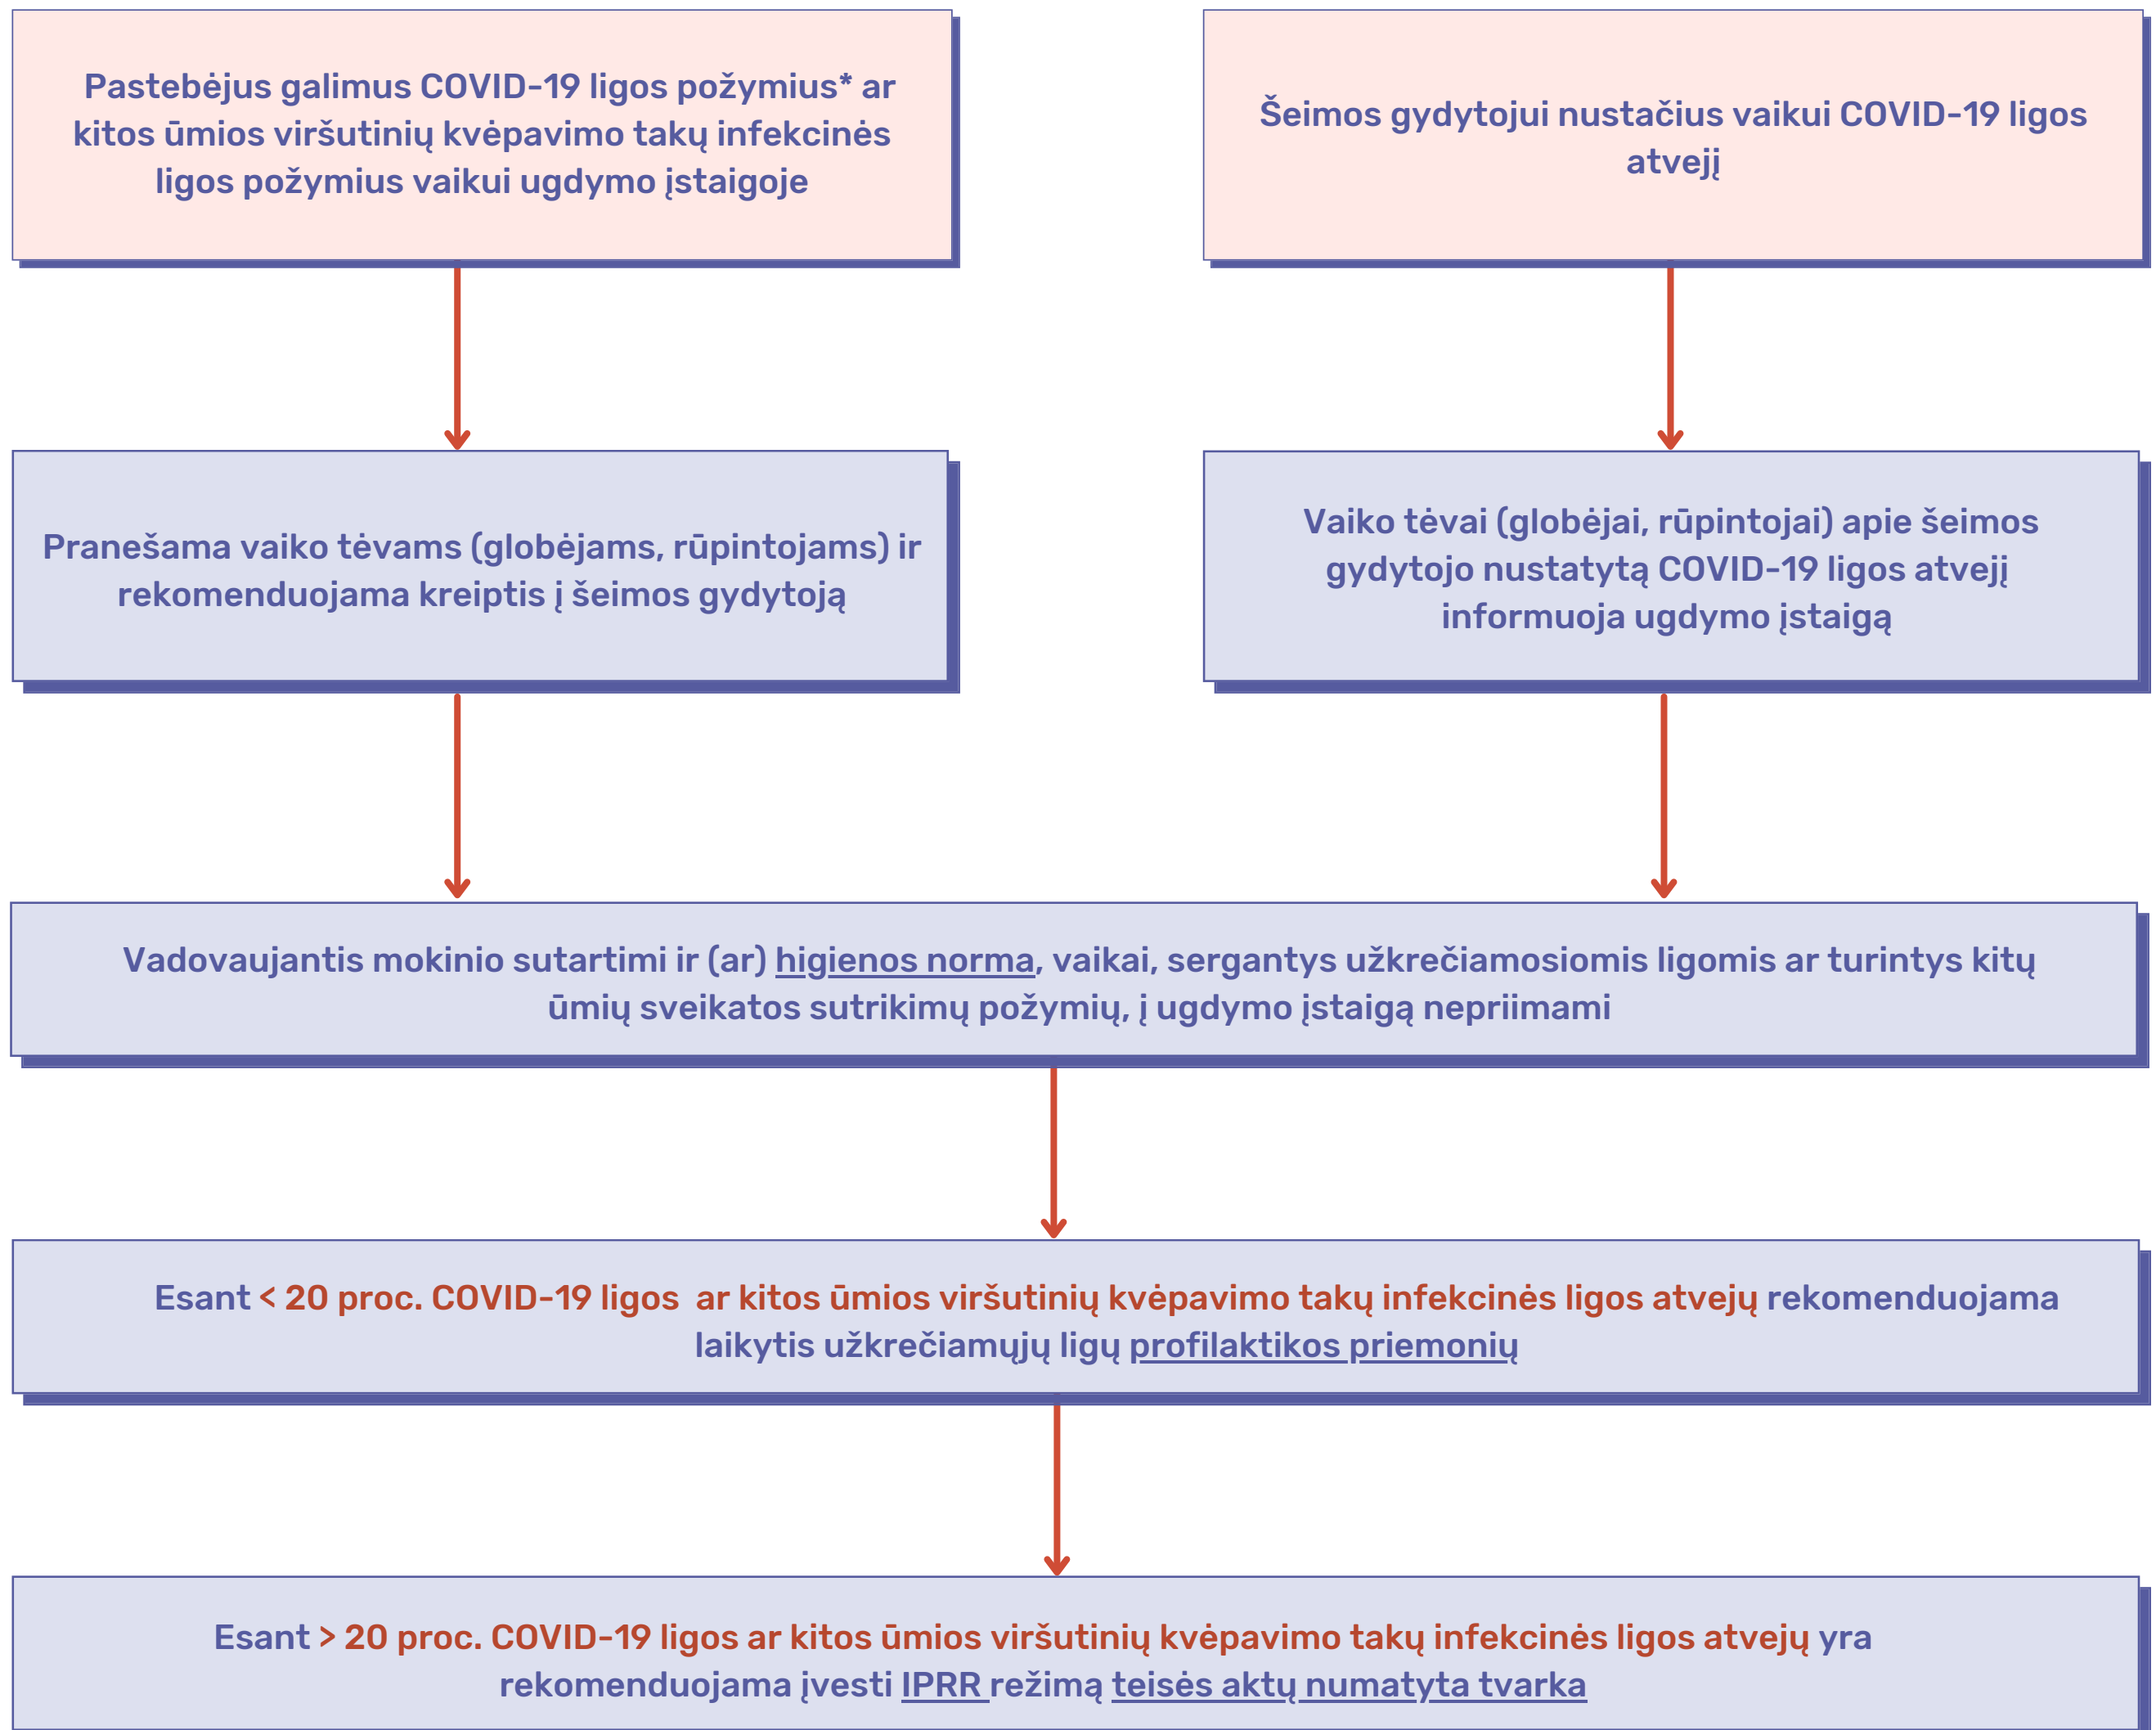 Pastebėjus galimus COVID-19 ligos požymius* ar
kitos ūmios viršutinių kvėpavimo takų infekcinės
ligos požymius vaikui ugdymo įstaigoje
Šeimos gydytojui nustačius vaikui COVID-19 ligos
atvejį
Pranešama vaiko tėvams (globėjams, rūpintojams) ir
rekomenduojama kreiptis į šeimos gydytoją
Vaiko tėvai (globėjai, rūpintojai) apie šeimos
gydytojo nustatytą COVID-19 ligos atvejį
informuoja ugdymo įstaigą
Vadovaujantis mokinio sutartimi ir (ar) higienos norma, vaikai, sergantys užkrečiamosiomis ligomis ar turintys kitų
ūmių sveikatos sutrikimų požymių, į ugdymo įstaigą nepriimami
Esant < 20 proc. COVID-19 ligos ar kitos ūmios viršutinių kvėpavimo takų infekcinės ligos atvejų rekomenduojama
laikytis užkrečiamųjų ligų profilaktikos priemonių
Esant > 20 proc. COVID-19 ligos ar kitos ūmios viršutinių kvėpavimo takų infekcinės ligos atvejų yra
rekomenduojama įvesti IPRR režimą teisės aktų numatyta tvarka